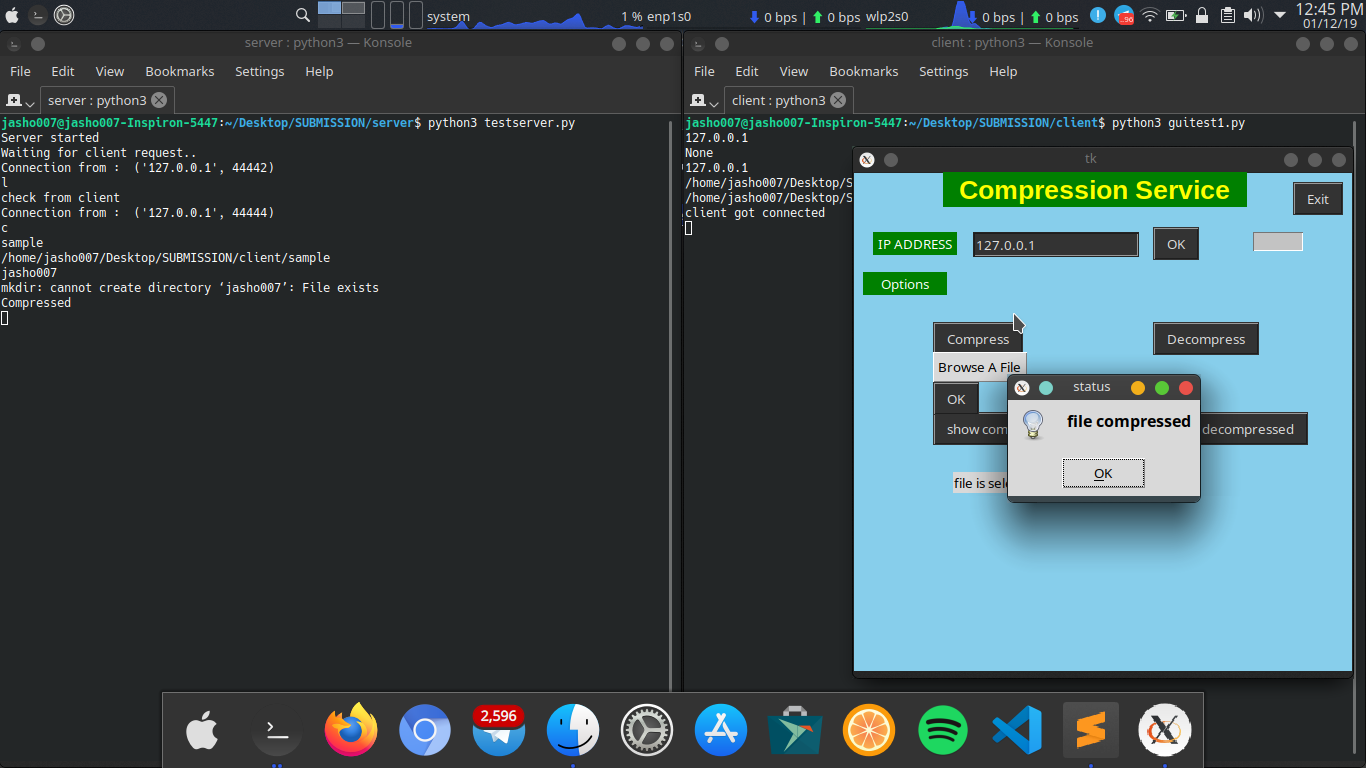 system
1 % enp1s0
0 bps | 0 bps wlp2s0
0 bps | 0 bps
..96
12:45 PM
01/12/19
server : python3 — Konsole
File Edit View Bookmarks Settings Help
server : python3
jasho007@jasho007-Inspiron-5447:~/Desktop/SUBMISSION/server$ python3 testserver.py
Server started
Waiting for client request..
Connection from :  ('127.0.0.1', 44442)
l
check from client
Connection from :  ('127.0.0.1', 44444)
c
sample
/home/jasho007/Desktop/SUBMISSION/client/sample
jasho007
mkdir: cannot create directory ‘jasho007’: File exists
Compressed
client : python3 — Konsole
File Edit View Bookmarks Settings Help
client : python3
jasho007@jasho007-Inspiron-5447:~/Desktop/SUBMISSION/client$ python3 guitest1.py
127.0.0.1
None
127.0.0.1
/home/jasho007/Desktop/S
/home/jasho007/Desktop/S
client got connected
tk
Compression Service
Exit
IP ADDRESS 127.0.0.1 OK
Options
Compress Decompress
Browse A File
OK
show com decompressed
file is sele
status
file compressed
OK
2,596